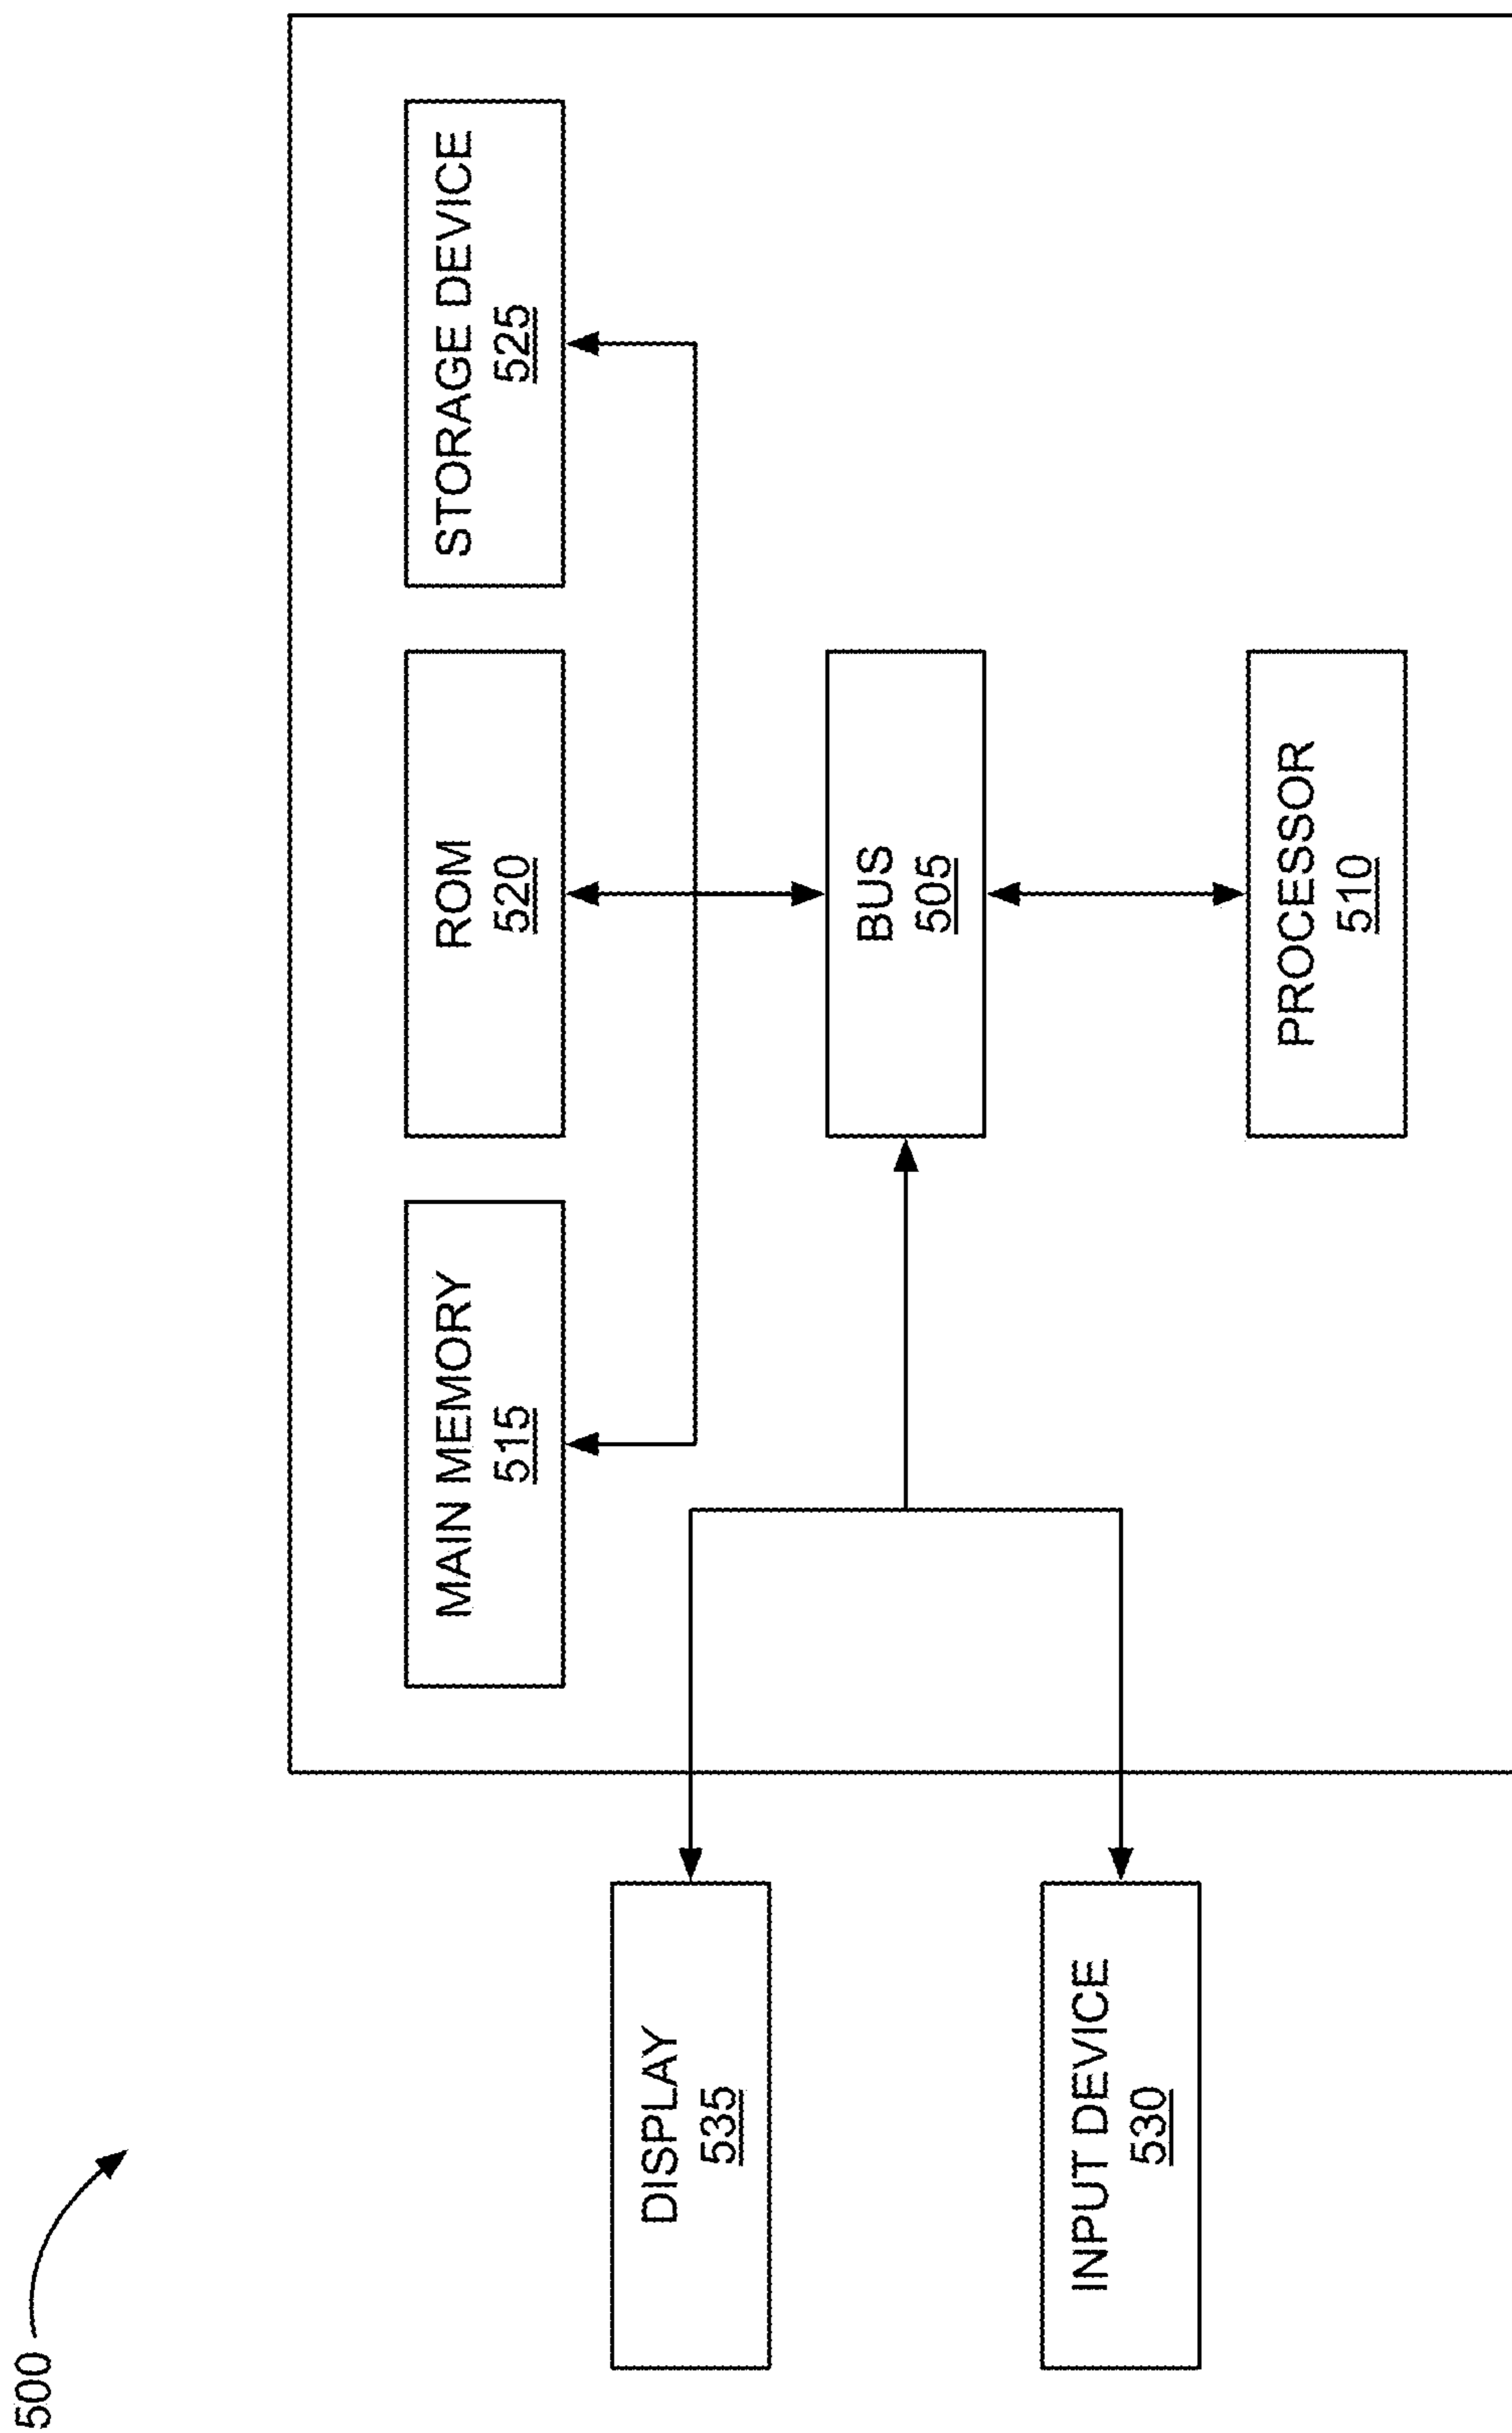 500
MAIN MEMORY
515
ROM
520
STORAGE DEVICE
525
DISPLAY
535
BUS
505
INPUT DEVICE
530
PROCESSOR
510